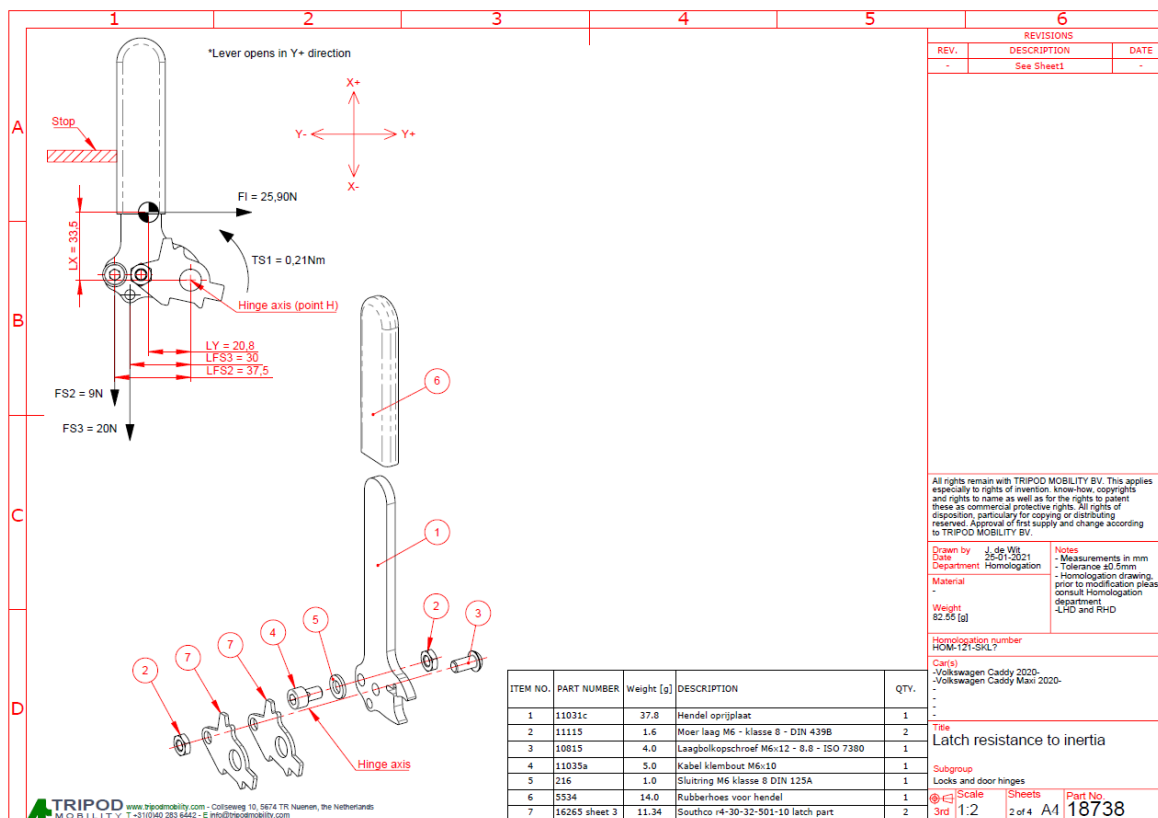 1 2 3 4 5 6
A
B
C
D
*Lever opens in Y+ direction
X+
Y- Y+
X-
Stop
FI = 25,90N
LX = 33,5
TS1 = 0,21Nm
Hinge axis (point H)
LY = 20,8
LFS3 = 30
LFS2 = 37,5
FS2 = 9N
FS3 = 20N
6
1
2
3
5
4
7
7
2
Hinge axis
REVISIONS
REV. DESCRIPTION DATE
- See Sheet1 -
All rights remain with TRIPOD MOBILITY BV. This applies
especially to rights of invention. know-how, copyrights
and rights to name as well as for the rights to patent
these as commercial protective rights. All rights of
disposition, particulary for copying or distributing
reserved. Approval of first supply and change according
to TRIPOD MOBILITY BV.
Drawn by J. de Wit
Date 25-01-2021
Department Homologation
Material
-
Weight
82.55 [g]
Notes
- Measurements in mm
- Tolerance ±0.5mm
- Homologation drawing,
prior to modification pleas
consult Homologation
department
-LHD and RHD
Homologation number
HOM-121-SKL?
Car(s)
-Volkswagen Caddy 2020-
-Volkswagen Caddy Maxi 2020-
-
-
-
-
Title
Latch resistance to inertia
Subgroup
Locks and door hinges
3rd Scale 1:2 Sheets 2 of 4 A4 Part No. 18738
ITEM NO. PART NUMBER Weight [g] DESCRIPTION QTY.
1 11031c 37.8 Hendel oprijplaat 1
2 11115 1.6 Moer laag M6 - klasse 8 - DIN 439B 2
3 10815 4.0 Laagbolkopschroef M6x12 - 8.8 - ISO 7380 1
4 11035a 5.0 Kabel klembout M6x10 1
5 216 1.0 Sluitring M6 klasse 8 DIN 125A 1
6 5534 14.0 Rubberhoes voor hendel 1
7 16265 sheet 3 11.34 Southco r4-30-32-501-10 latch part 2
TRIPOD www.tripodmobility.com - Collseweg 10, 5674 TR Nuenen, the Netherlands
MOBILITY T +31(0)40 283 6442 - E info@tripodmobility.com